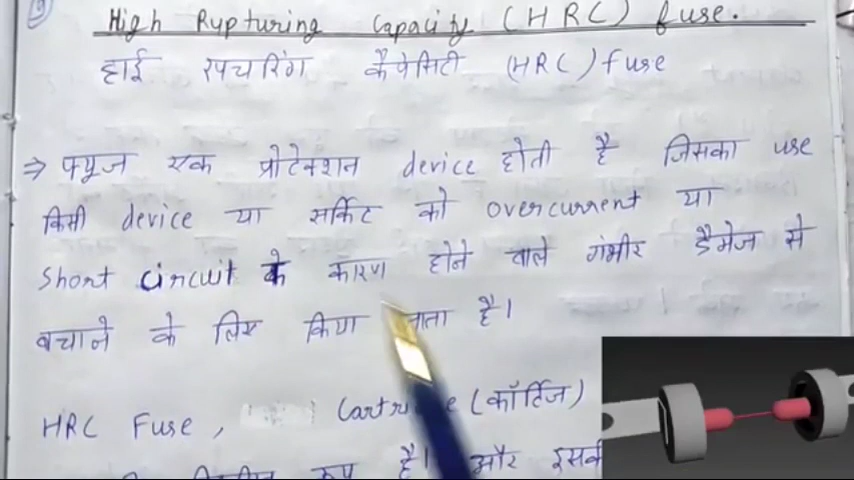 High Rupturing Capacity (HRC) fuse.
हाई रपचरिंग कैपेसिटी (HRC) fuse
⇒ फ्यूज एक प्रोटेक्शन device होती है जिसका use
किसी device या सर्किट को overcurrent या
Short circuit के कारण होने वाले गंभीर डैमेज से
बचाने के लिए किया जाता है।
HRC Fuse, (कॉर्टिज)
रूप है। और